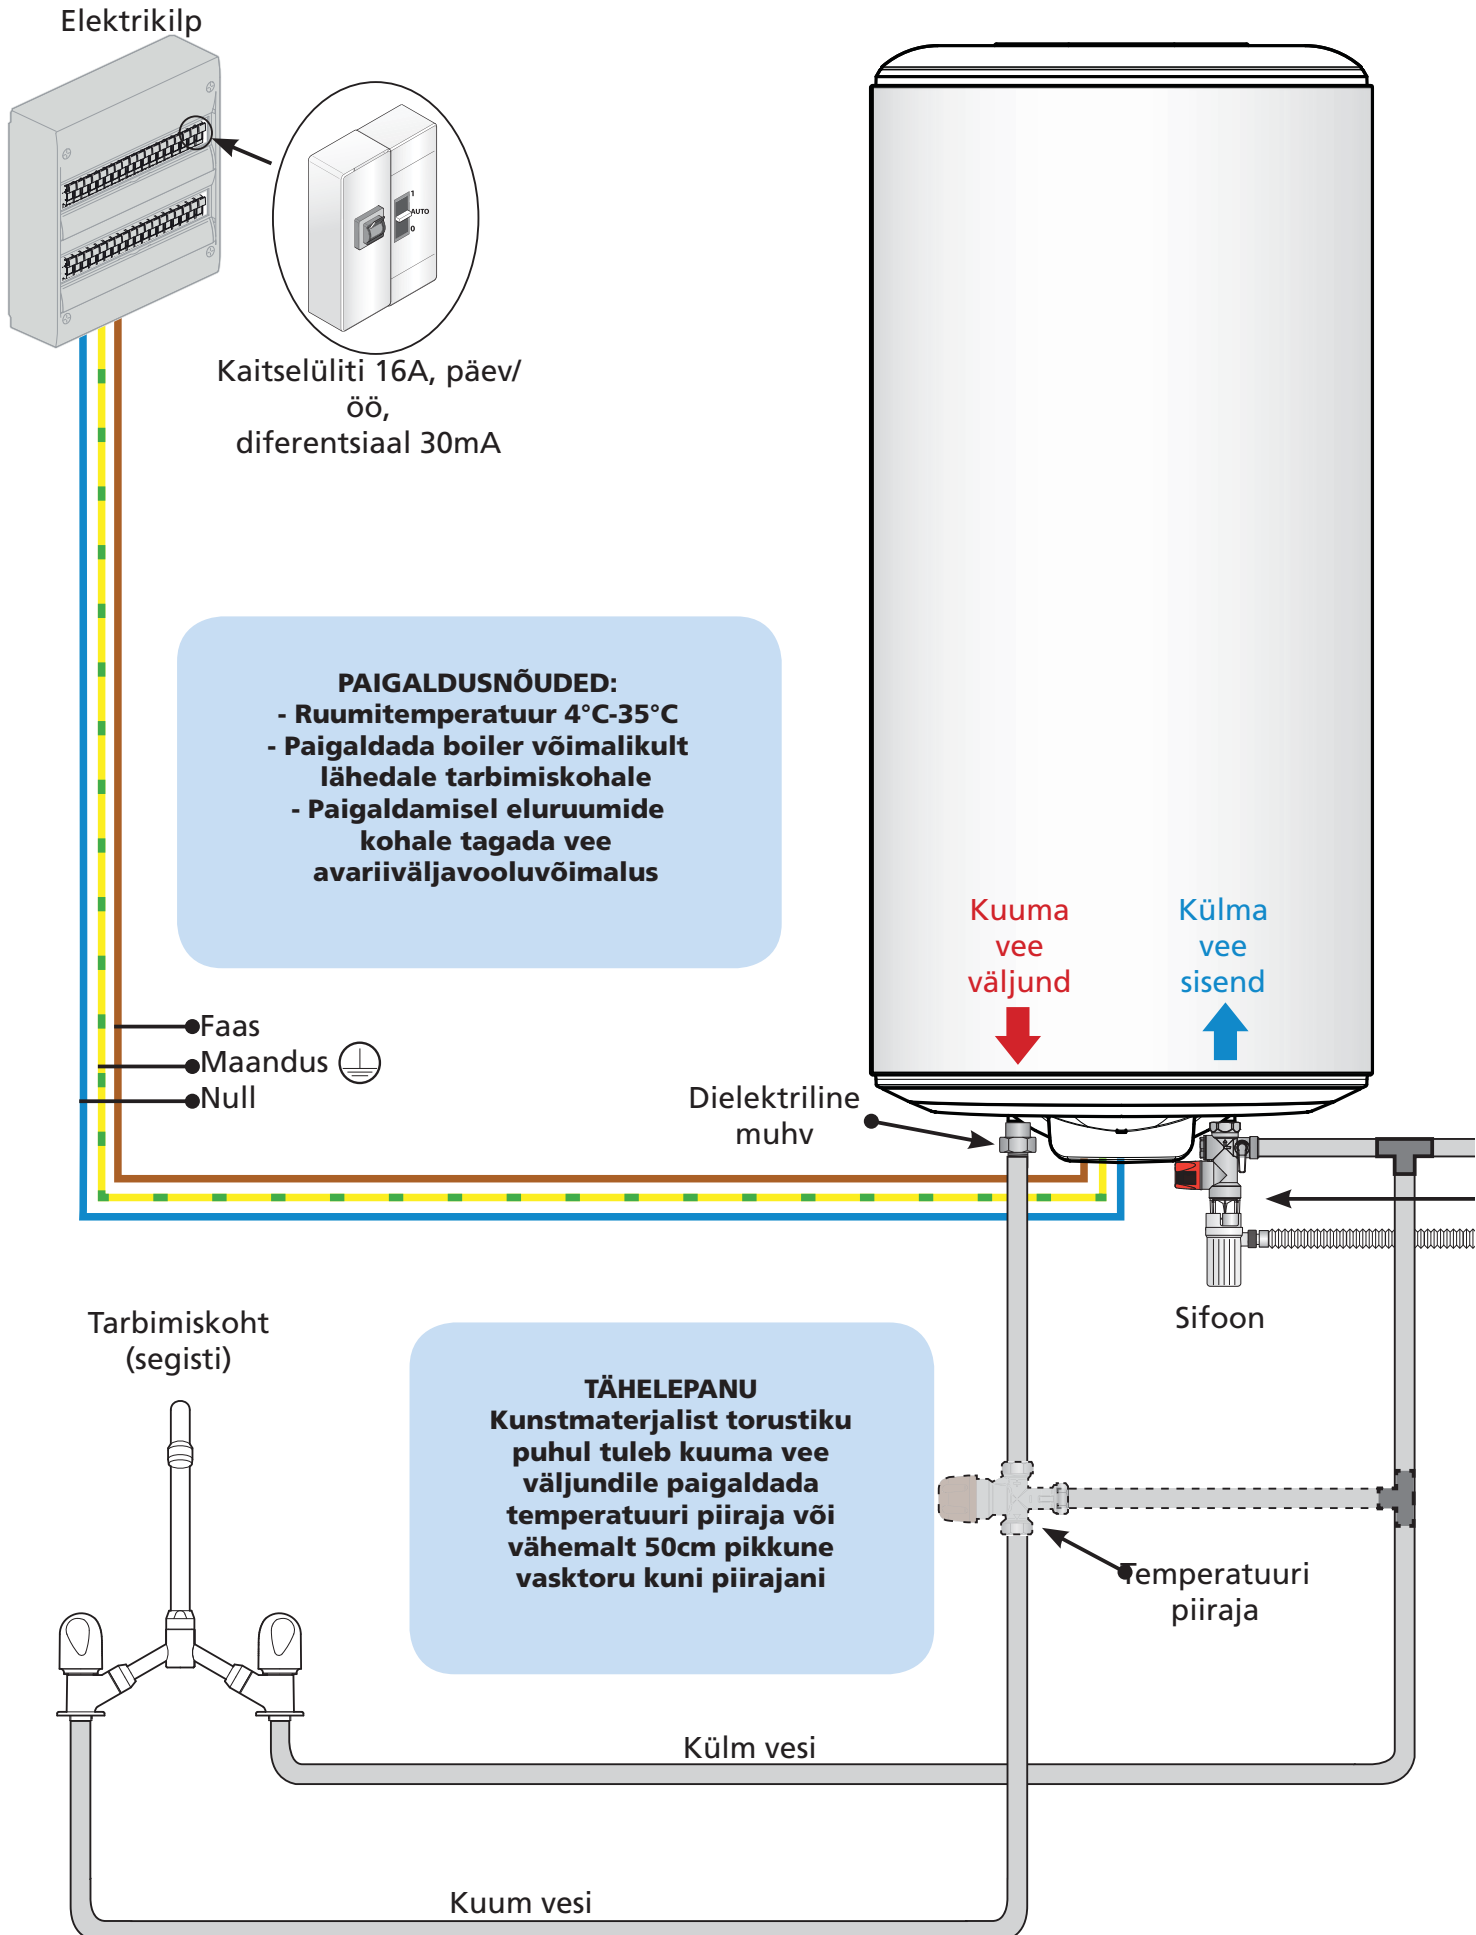 Elektrikilp
1
AUTO
0
Kaitselüliti 16A, päev/
öö,
diferentsiaal 30mA
PAIGALDUSNÕUDED:
- Ruumitemperatuur 4°C-35°C
- Paigaldada boiler võimalikult
lähedale tarbimiskohale
- Paigaldamisel eluruumide
kohale tagada vee
avariiväljavooluvõimalus
Kuuma
vee
väljund
Külma
vee
sisend
Faas
Maandus
Null
Dielektriline
muhv
Sifoon
Tarbimiskoht
(segisti)
TÄHELEPANU
Kunstmaterjalist torustiku
puhul tuleb kuuma vee
väljundile paigaldada
temperatuuri piiraja või
vähemalt 50cm pikkune
vasktoru kuni piirajani
Temperatuuri
piiraja
Külm vesi
Kuum vesi